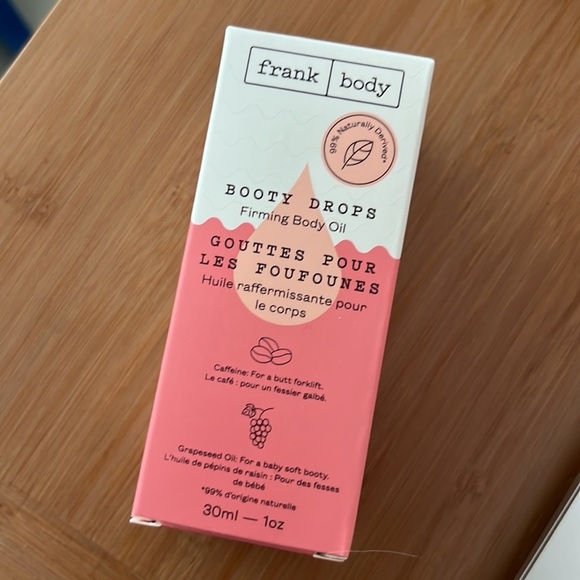 frank body
99% Naturally Derived*
BOOTY DROPS
Firming Body Oil
GOUTTES POUR
LES FOUFOUNES
Huile raffermissante pour
le corps
Caffeine: For a butt forklift.
Le café : pour un fessier galbé.
Grapeseed Oil: For a baby soft booty.
L'huile de pépins de raisin : Pour des fesses
de bébé
*99% d'origine naturelle
30ml — 1oz